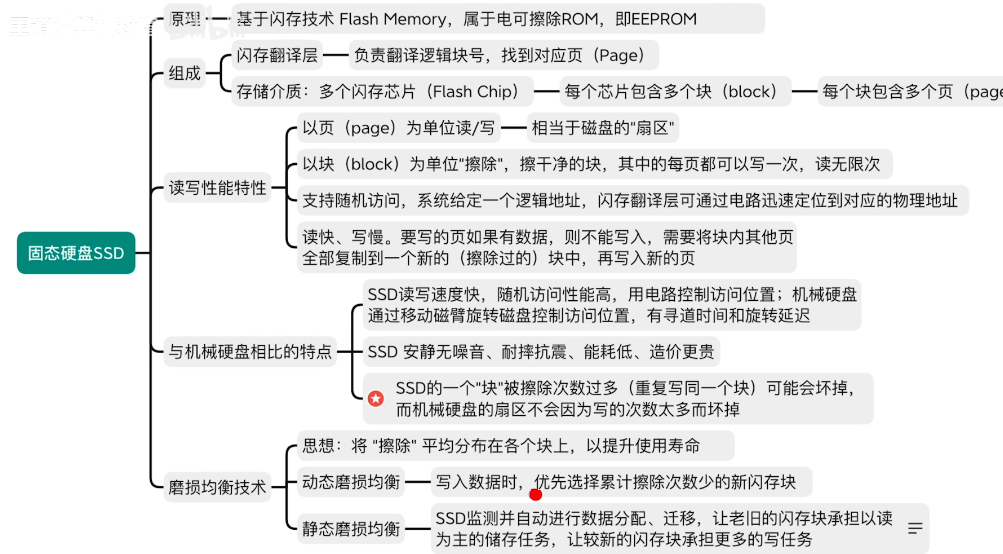 原理
基于闪存技术 Flash Memory，属于电可擦除ROM，即EEPROM
组成
闪存翻译层
负责翻译逻辑块号，找到对应页（Page）
存储介质：多个闪存芯片（Flash Chip）
每个芯片包含多个块（block）
每个块包含多个页（page
读写性能特性
以页（page）为单位读/写
相当于磁盘的"扇区"
以块（block）为单位"擦除"，擦干净的块，其中的每页都可以写一次，读无限次
支持随机访问，系统给定一个逻辑地址，闪存翻译层可通过电路迅速定位到对应的物理地址
读快、写慢。要写的页如果有数据，则不能写入，需要将块内其他页
全部复制到一个新的（擦除过的）块中，再写入新的页
固态硬盘SSD
与机械硬盘相比的特点
SSD读写速度快，随机访问性能高，用电路控制访问位置；机械硬盘
通过移动磁臂旋转磁盘控制访问位置，有寻道时间和旋转延迟
SSD 安静无噪音、耐摔抗震、能耗低、造价更贵
SSD的一个"块"被擦除次数过多（重复写同一个块）可能会坏掉，
而机械硬盘的扇区不会因为写的次数太多而坏掉
磨损均衡技术
思想：将 "擦除" 平均分布在各个块上，以提升使用寿命
动态磨损均衡
写入数据时，优先选择累计擦除次数少的新闪存块
静态磨损均衡
SSD监测并自动进行数据分配、迁移，让老旧的闪存块承担以读
为主的储存任务，让较新的闪存块承担更多的写任务